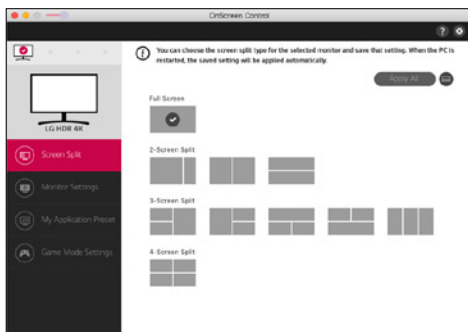 OnScreen Control
?
You can choose the screen split type for the selected monitor and save that setting. When the PC is
restarted, the saved setting will be applied automatically.
Apply All
Full Screen
LG HDR 4K
2-Screen Split
Screen Split
Monitor Settings
3-Screen Split
My Application Preset
Game Mode Settings
4-Screen Split